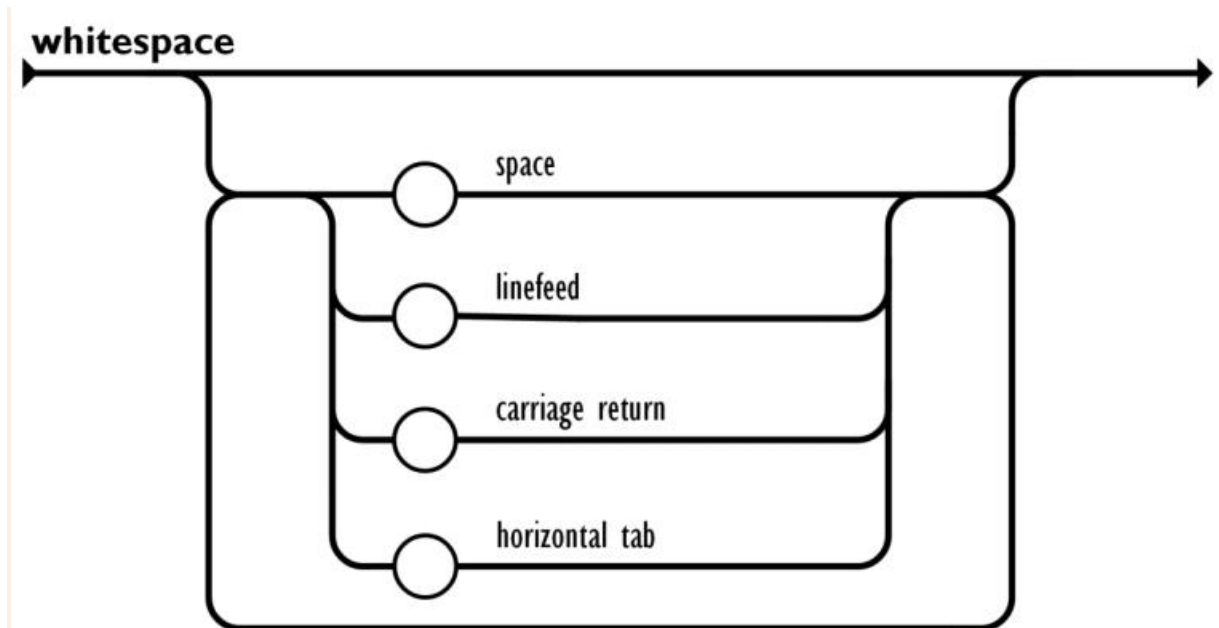 whitespace
space
linefeed
carriage return
horizontal tab